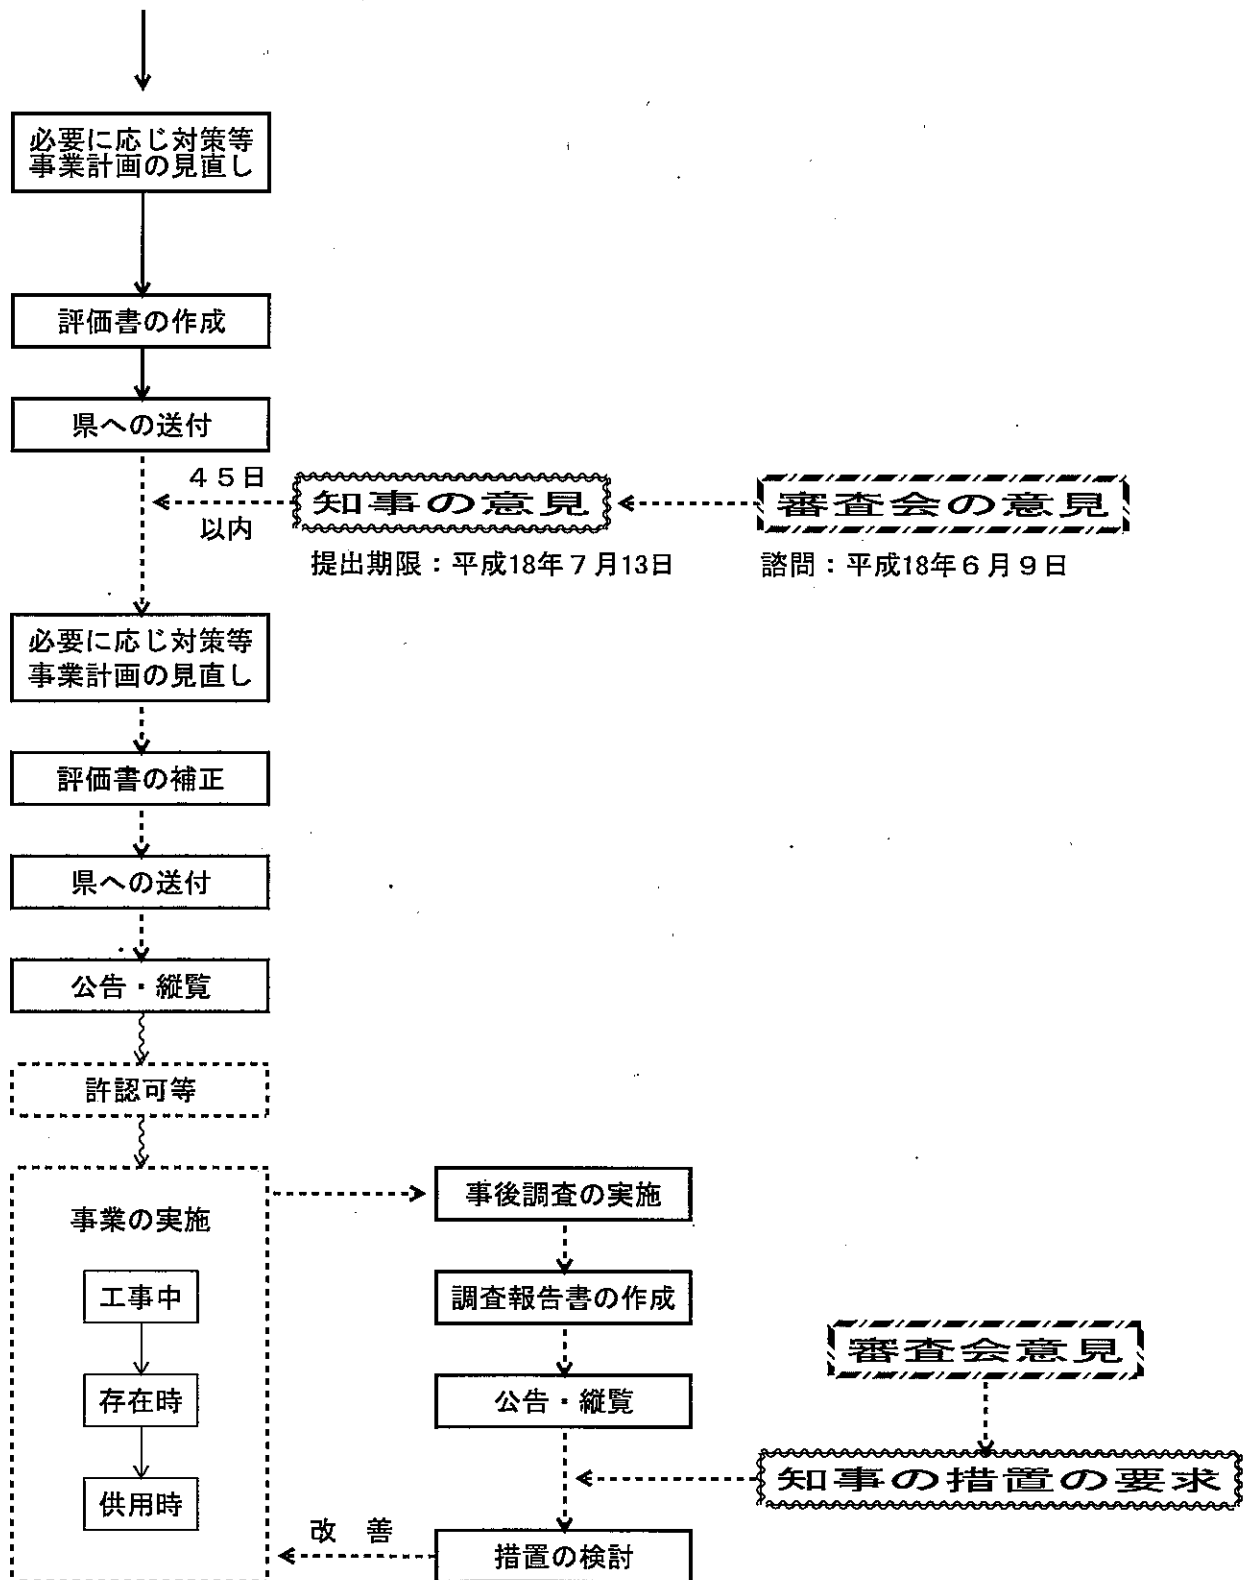 必要に応じ対策等
事業計画の見直し
評価書の作成
県への送付
４５日
以内
知事の意見
審査会の意見
提出期限：平成18年７月13日
諮問：平成18年６月９日
必要に応じ対策等
事業計画の見直し
評価書の補正
県への送付
公告・縦覧
許認可等
事業の実施
工事中
存在時
供用時
事後調査の実施
調査報告書の作成
公告・縦覧
審査会意見
知事の措置の要求
改　善
措置の検討